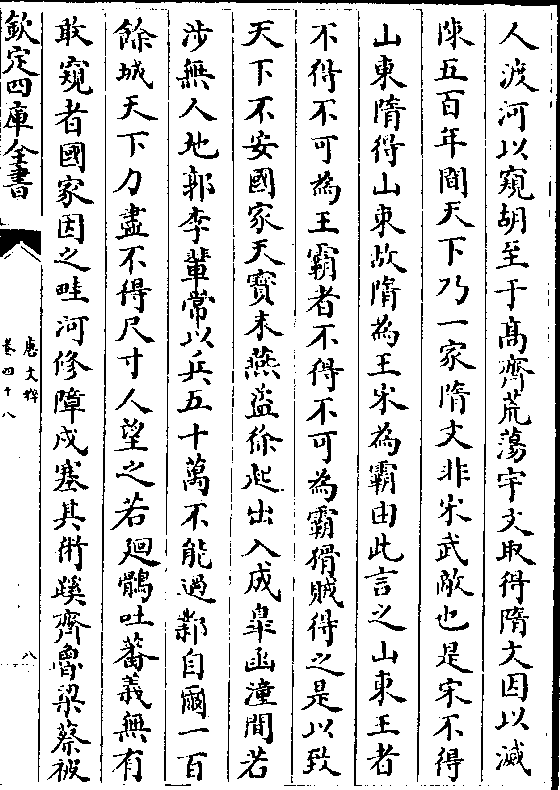 人渡河以窺胡至于髙齊荒蕩宇文取得隋文因以滅
陳五百年間天下乃一家隋文非宋武敵也是宋不得
山東隋得山東故隋為王宋為霸由此言之山東王者
不得不可為王霸者不得不可為霸猾賊得之是以致
天下不安國家天寶末燕盜徐起出入成臯函潼間若
涉無人地郭李輩常以兵五十萬不能過鄴自爾一百
餘城天下力盡不得尺寸人望之若廻鶻吐蕃義無有
敢窺者國家因之畦河修障戍塞其街蹊齊魯梁蔡被
欽定四庫全書
唐文粹
卷四十八
八